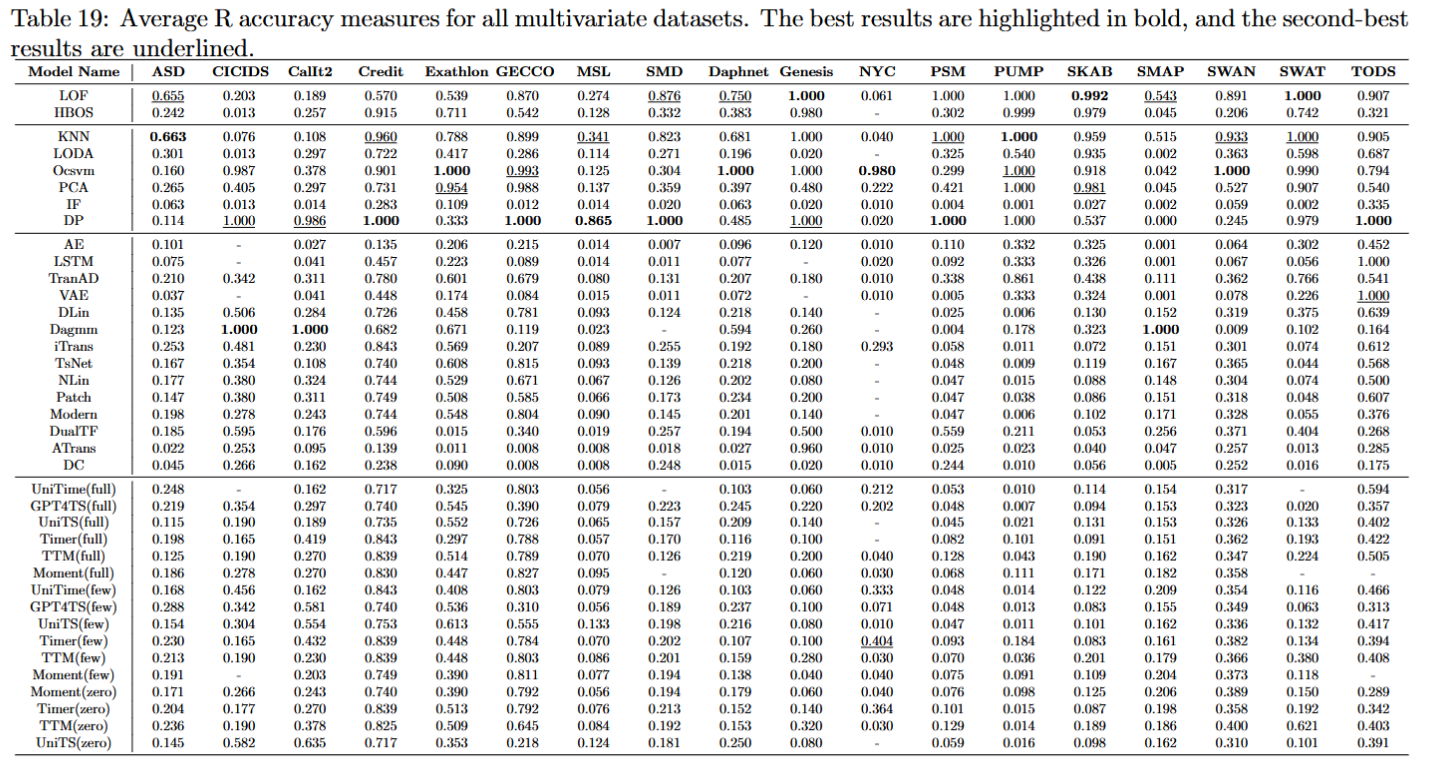 Table 19: Average R accuracy measures for all multivariate datasets. The best results are highlighted in bold, and the second-best
results are underlined.
Model Name ASD CICIDS CalIt2 Credit Exathlon GECCO MSL SMD Daphnet Genesis NYC PSM PUMP SKAB SMAP SWAN SWAT TODS
LOF 0.655 0.203 0.189 0.570 0.539 0.870 0.274 0.876 0.750 1.000 0.061 1.000 1.000 0.992 0.543 0.891 1.000 0.907
HBOS 0.242 0.013 0.257 0.915 0.711 0.542 0.128 0.332 0.383 0.980 - 0.302 0.999 0.979 0.045 0.206 0.742 0.321
KNN 0.663 0.076 0.108 0.960 0.788 0.899 0.341 0.823 0.681 1.000 0.040 1.000 1.000 0.959 0.515 0.933 1.000 0.905
LODA 0.301 0.013 0.297 0.722 0.417 0.286 0.114 0.271 0.196 0.020 - 0.325 0.540 0.935 0.002 0.363 0.598 0.687
Ocsvm 0.160 0.987 0.378 0.901 1.000 0.993 0.125 0.304 1.000 1.000 0.980 0.299 1.000 0.918 0.042 1.000 0.990 0.794
PCA 0.265 0.405 0.297 0.731 0.954 0.988 0.137 0.359 0.397 0.480 0.222 0.421 1.000 0.981 0.045 0.527 0.907 0.540
IF 0.063 0.013 0.014 0.283 0.109 0.012 0.014 0.020 0.063 0.020 0.010 0.004 0.001 0.027 0.002 0.059 0.002 0.335
DP 0.114 1.000 0.986 1.000 0.333 1.000 0.865 1.000 0.485 1.000 0.020 1.000 1.000 0.537 0.000 0.245 0.979 1.000
AE 0.101 - 0.027 0.135 0.206 0.215 0.014 0.007 0.096 0.120 0.010 0.110 0.332 0.325 0.001 0.064 0.302 0.452
LSTM 0.075 - 0.041 0.457 0.223 0.089 0.014 0.011 0.077 - 0.020 0.092 0.333 0.326 0.001 0.067 0.056 1.000
TranAD 0.210 0.342 0.311 0.780 0.601 0.679 0.080 0.131 0.207 0.180 0.010 0.338 0.861 0.438 0.111 0.362 0.766 0.541
VAE 0.037 - 0.041 0.448 0.174 0.084 0.015 0.011 0.072 - 0.010 0.005 0.333 0.324 0.001 0.078 0.226 1.000
DLin 0.135 0.506 0.284 0.726 0.458 0.781 0.093 0.124 0.218 0.140 - 0.025 0.006 0.130 0.152 0.319 0.375 0.639
Dagmm 0.123 1.000 1.000 0.682 0.671 0.119 0.023 - 0.594 0.260 - 0.004 0.178 0.323 1.000 0.009 0.102 0.164
iTrans 0.253 0.481 0.230 0.843 0.569 0.207 0.089 0.255 0.192 0.180 0.293 0.058 0.011 0.072 0.151 0.301 0.074 0.612
TsNet 0.167 0.354 0.108 0.740 0.608 0.815 0.093 0.139 0.218 0.200 - 0.048 0.009 0.119 0.167 0.365 0.044 0.568
NLin 0.177 0.380 0.324 0.744 0.529 0.671 0.067 0.126 0.202 0.080 - 0.047 0.015 0.088 0.148 0.304 0.074 0.500
Patch 0.147 0.380 0.311 0.749 0.508 0.585 0.066 0.173 0.234 0.200 - 0.047 0.038 0.086 0.151 0.318 0.048 0.607
Modern 0.198 0.278 0.243 0.744 0.548 0.804 0.090 0.145 0.201 0.140 - 0.047 0.006 0.102 0.171 0.328 0.055 0.376
DualTF 0.185 0.595 0.176 0.596 0.015 0.340 0.019 0.257 0.194 0.500 0.010 0.559 0.211 0.053 0.256 0.371 0.404 0.268
ATrans 0.022 0.253 0.095 0.139 0.011 0.008 0.008 0.018 0.027 0.960 0.010 0.025 0.023 0.040 0.047 0.257 0.013 0.285
DC 0.045 0.266 0.162 0.238 0.090 0.008 0.008 0.248 0.015 0.020 0.010 0.244 0.010 0.056 0.005 0.252 0.016 0.175
UniTime(full) 0.248 - 0.162 0.717 0.325 0.803 0.056 - 0.103 0.060 0.212 0.053 0.010 0.114 0.154 0.317 - 0.594
GPT4TS(full) 0.219 0.354 0.297 0.740 0.545 0.390 0.079 0.223 0.245 0.220 0.202 0.048 0.007 0.094 0.153 0.323 0.020 0.357
UniTS(full) 0.115 0.190 0.189 0.735 0.552 0.726 0.065 0.157 0.209 0.140 - 0.045 0.021 0.131 0.153 0.326 0.133 0.402
Timer(full) 0.198 0.165 0.419 0.843 0.297 0.788 0.057 0.170 0.116 0.100 - 0.082 0.101 0.091 0.151 0.362 0.193 0.422
TTM(full) 0.125 0.190 0.270 0.839 0.514 0.789 0.070 0.126 0.219 0.200 0.040 0.128 0.043 0.190 0.162 0.347 0.224 0.505
Moment(full) 0.186 0.278 0.270 0.830 0.447 0.827 0.095 - 0.120 0.060 0.030 0.068 0.111 0.171 0.182 0.358 - -
UniTime(few) 0.168 0.456 0.162 0.843 0.408 0.803 0.079 0.126 0.103 0.060 0.333 0.048 0.014 0.122 0.209 0.354 0.116 0.466
GPT4TS(few) 0.288 0.342 0.581 0.740 0.536 0.310 0.056 0.189 0.237 0.100 0.071 0.048 0.013 0.083 0.155 0.349 0.063 0.313
UniTS(few) 0.154 0.304 0.554 0.753 0.613 0.555 0.133 0.198 0.216 0.080 0.010 0.047 0.011 0.101 0.162 0.336 0.132 0.417
Timer(few) 0.230 0.165 0.432 0.839 0.448 0.784 0.070 0.202 0.107 0.100 0.404 0.093 0.184 0.083 0.161 0.382 0.134 0.394
TTM(few) 0.213 0.190 0.230 0.839 0.448 0.803 0.086 0.201 0.159 0.280 0.030 0.070 0.036 0.201 0.179 0.366 0.380 0.408
Moment(few) 0.191 - 0.203 0.749 0.390 0.811 0.077 0.194 0.138 0.040 0.040 0.075 0.091 0.109 0.204 0.373 0.118 -
Moment(zero) 0.171 0.266 0.243 0.740 0.390 0.792 0.056 0.194 0.179 0.060 0.040 0.076 0.098 0.125 0.206 0.389 0.150 0.289
Timer(zero) 0.204 0.177 0.270 0.839 0.513 0.792 0.076 0.213 0.152 0.140 0.364 0.101 0.015 0.087 0.198 0.358 0.192 0.342
TTM(zero) 0.236 0.190 0.378 0.825 0.509 0.645 0.084 0.192 0.153 0.320 0.030 0.129 0.014 0.189 0.186 0.400 0.621 0.403
UniTS(zero) 0.145 0.582 0.635 0.717 0.353 0.218 0.124 0.181 0.250 0.080 - 0.059 0.016 0.098 0.162 0.310 0.101 0.391